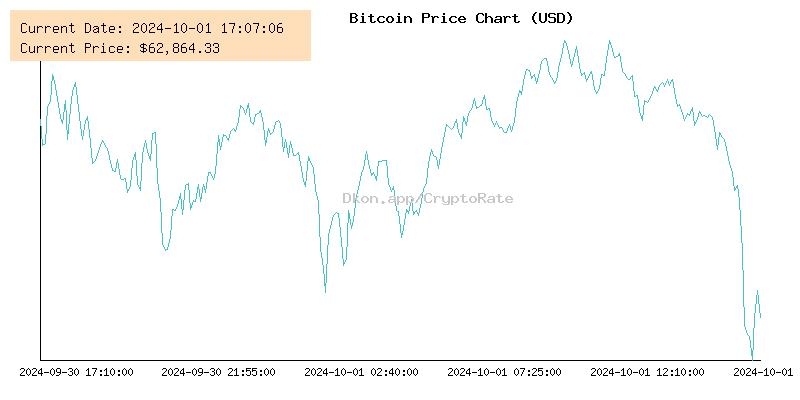 Bitcoin Price Chart (USD)
Current Date: 2024-10-01 17:07:06
Current Price: $62,864.33
Dkon.app/CryptoRate
2024-09-30 17:10:00 2024-09-30 21:55:00 2024-10-01 02:40:00 2024-10-01 07:25:00 2024-10-01 12:10:00 2024-10-01